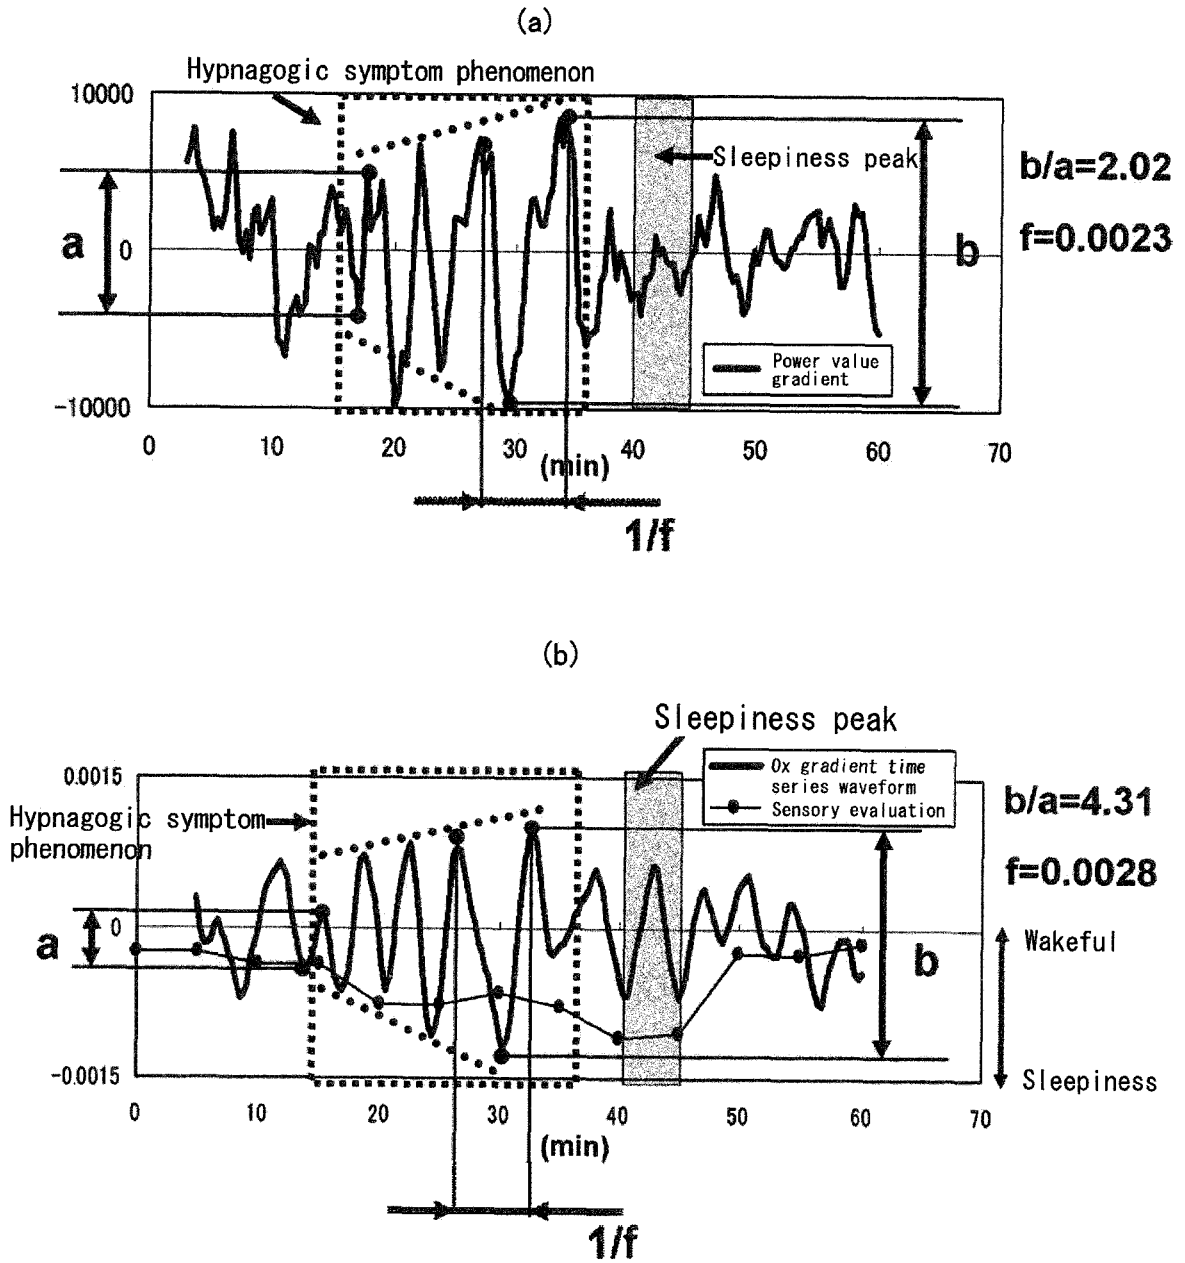 (a)
Hypnagogic symptom phenomenon
10000
Sleepiness peak
b/a=2.02
a
0
b
f=0.0023
Power value
gradient
-10000
0 10 20 30 40 50 60 70
(min)
1/f
(b)
Sleepiness peak
0.0015
Ox gradient time
series waveform
Sensory evaluation
b/a=4.31
Hypnagogic symptom
phenomenon
f=0.0028
0
a
b
Wakeful
-0.0015
Sleepiness
0 10 20 30 40 50 60 70
(min)
1/f